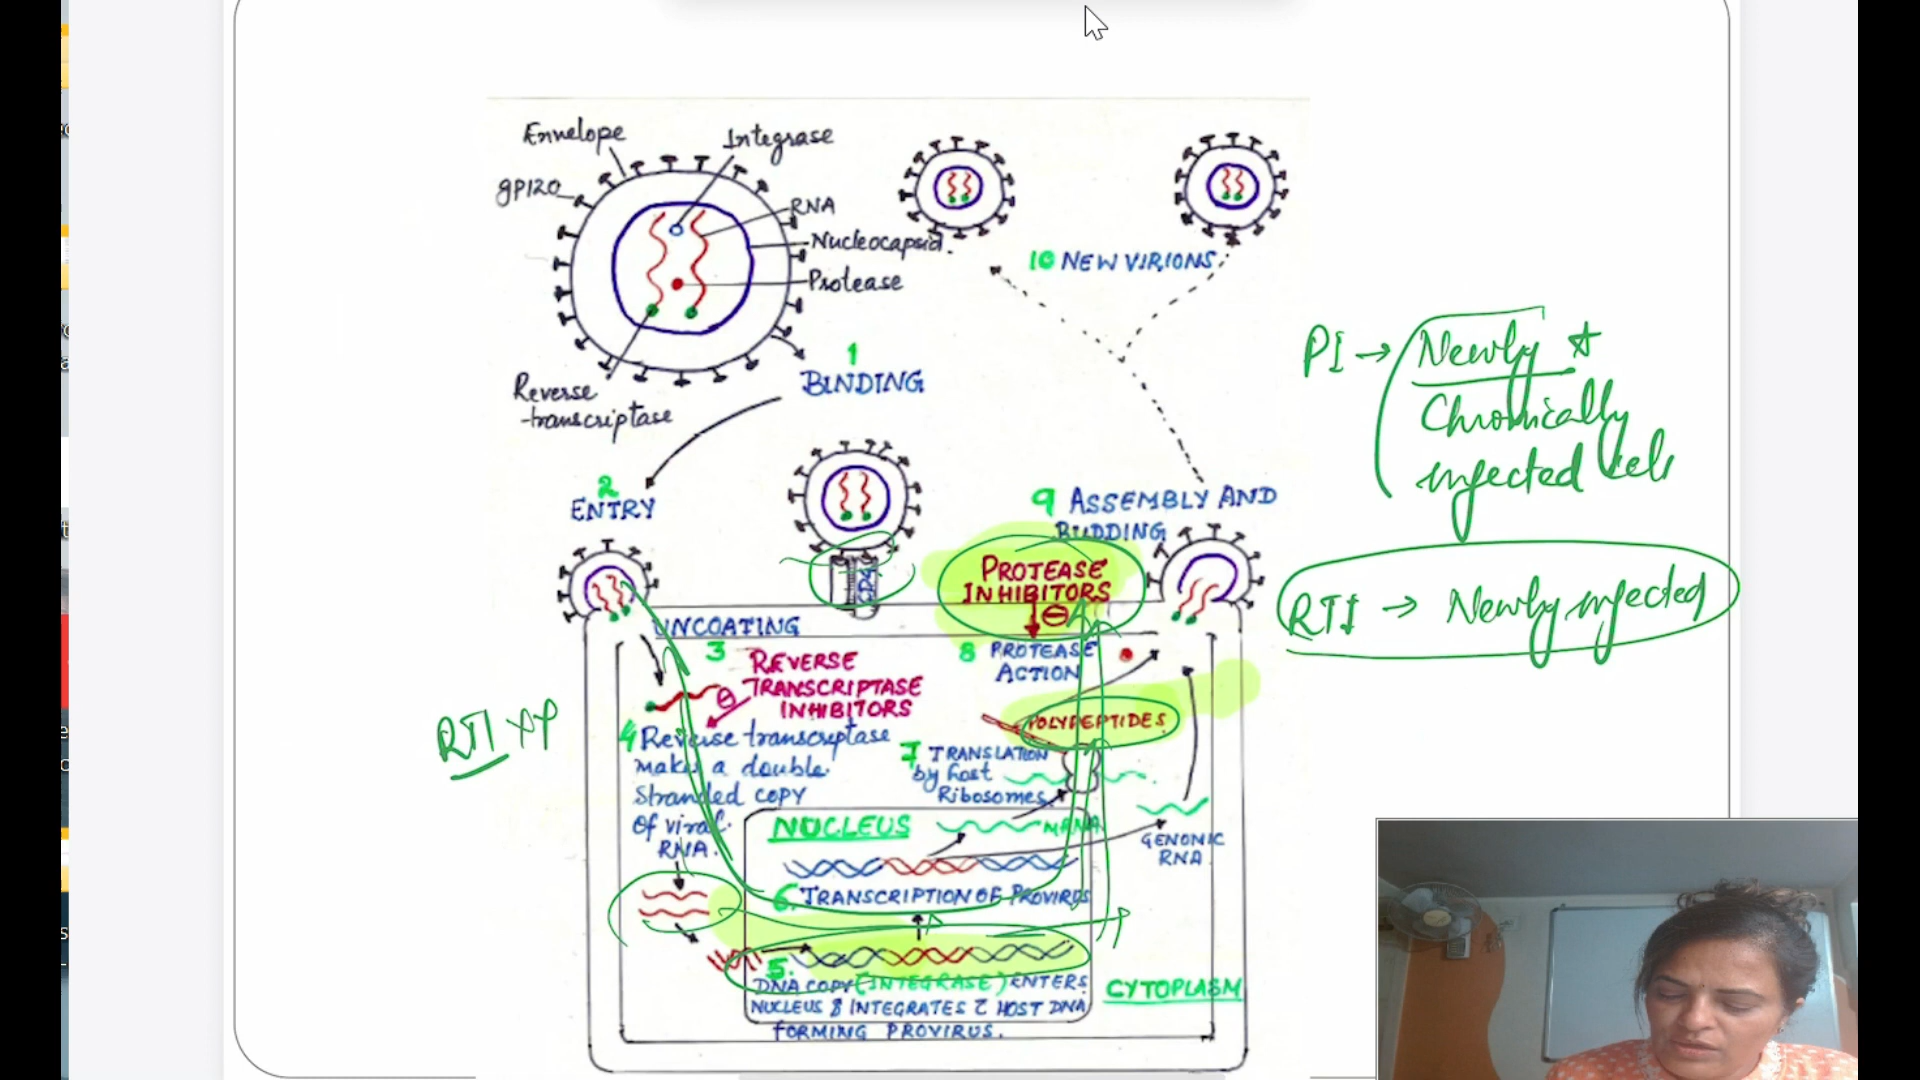 Envelope
Integrase
gp120
RNA
Nucleocapsid.
Protease
Reverse
-transcriptase
1
BINDING
10 NEW VIRIONS
2
ENTRY
9 ASSEMBLY AND
BUDDING
CD4
PROTEASE
INHIBITORS
UNCOATING
3
REVERSE
TRANSCRIPTASE
INHIBITORS
8 PROTEASE
ACTION
4 Reverse transcriptase
makes a double
stranded copy
of viral
RNA.
POLYPEPTIDES
7 TRANSLATION
by host
Ribosomes
NUCLEUS
mRNA
GENONIC
RNA
6. TRANSCRIPTION OF PROVIRUS
5.
DNA COPY (INTEGRASE) ENTERS
NUCLEUS & INTEGRATES C HOST DNA
FORMING PROVIRUS.
CYTOPLASM
PI → Newly
Chronically
infected cells
RTI → Newly infected
RTI